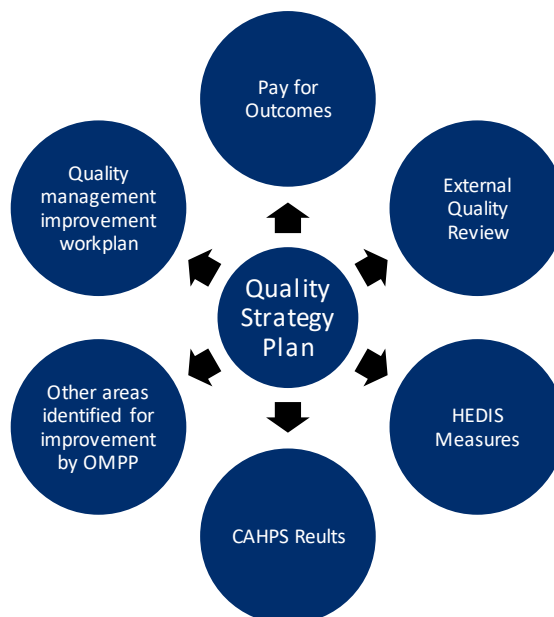 Pay for
Outcomes
Quality
management
improvement
workplan
External
Quality
Review
Quality
Strategy
Plan
Other areas
identified for
improvement
by OMPP
HEDIS
Measures
CAHPS Reults